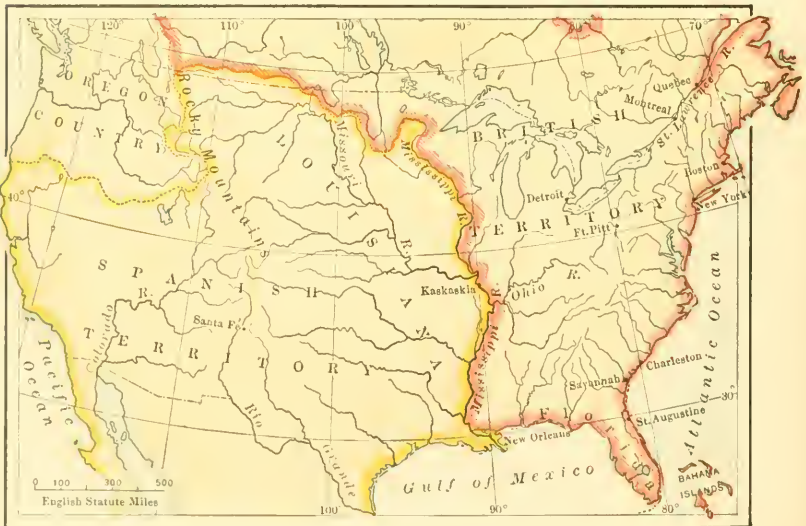 120°
110°
100
90°
70°
OREGON
COUNTRY
Rocky Mountains
LOUISIANA
Missouri R.
Mississippi R.
BRITISH
TERRITORY
Quebec
Montreal
St. Lawrence R.
Boston
New York
Detroit
Ft. Pitt
40°
SPANISH
TERRITORY
Colorado R.
Santa Fe
Kaskaskia
Ohio R.
Mississippi R.
Pacific Ocean
Rio Grande
Atlantic Ocean
Charleston
Savannah
30°
Florida
St. Augustine
New Orleans
Gulf of Mexico
BAHAMA
ISLANDS
0 100 300 500
English Statute Miles
100°
90°
80°